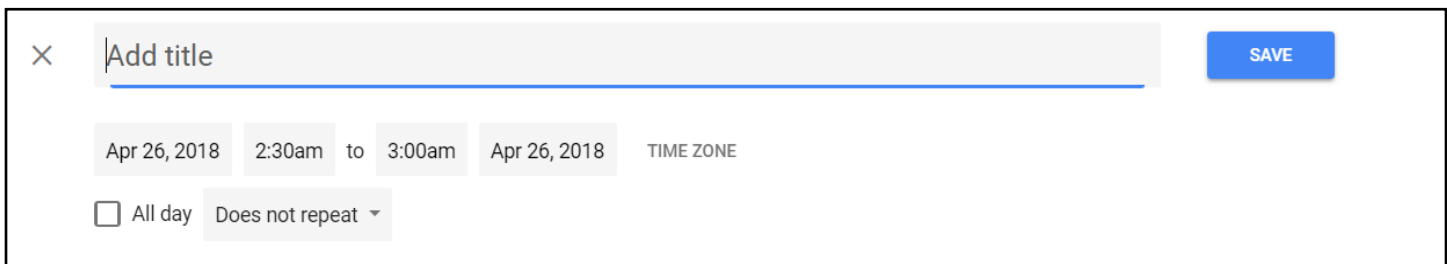 Add title
SAVE
Apr 26, 2018 2:30am to 3:00am Apr 26, 2018 TIME ZONE
All day Does not repeat